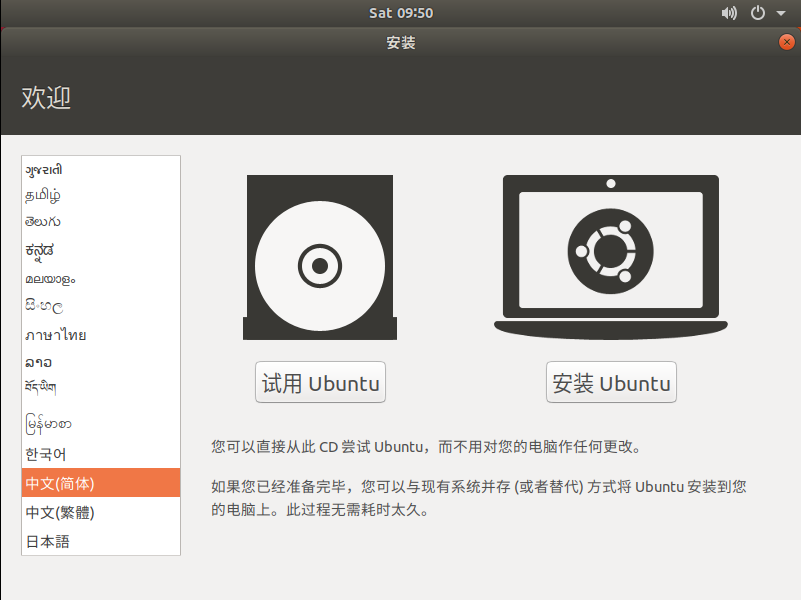 Sat 09:50
安装
欢迎
ગુજરાતી
தமிழ்
తెలుగు
ಕನ್ನಡ
മലയാളം
සිංහල
ภาษาไทย
ລາວ
བོད་ཡིག
မြန်မာစာ
한국어
中文(简体)
中文(繁體)
日本語
试用 Ubuntu
安装 Ubuntu
您可以直接从此 CD 尝试 Ubuntu，而不用对您的电脑作任何更改。
如果您已经准备完毕，您可以与现有系统并存 (或者替代) 方式将 Ubuntu 安装到您
的电脑上。此过程无需耗时太久。